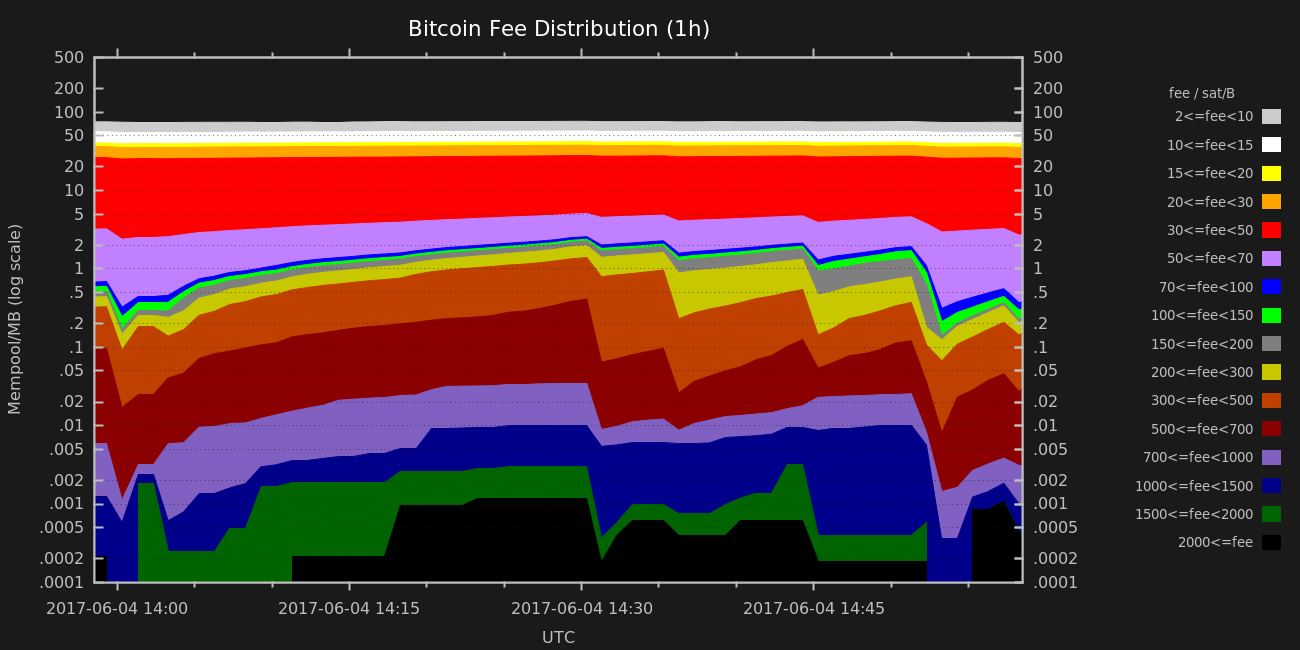 Bitcoin Fee Distribution (1h)
500 500
200 200
100 100
50 50
20 20
10 10
5 5
2 2
1 1
.5 .5
.2 .2
.1 .1
.05 .05
.02 .02
.01 .01
.005 .005
.002 .002
.001 .001
.0005 .0005
.0002 .0002
.0001 .0001
Mempool/MB (log scale)
2017-06-04 14:00 2017-06-04 14:15 2017-06-04 14:30 2017-06-04 14:45
UTC
fee / sat/B
2<=fee<10
10<=fee<15
15<=fee<20
20<=fee<30
30<=fee<50
50<=fee<70
70<=fee<100
100<=fee<150
150<=fee<200
200<=fee<300
300<=fee<500
500<=fee<700
700<=fee<1000
1000<=fee<1500
1500<=fee<2000
2000<=fee